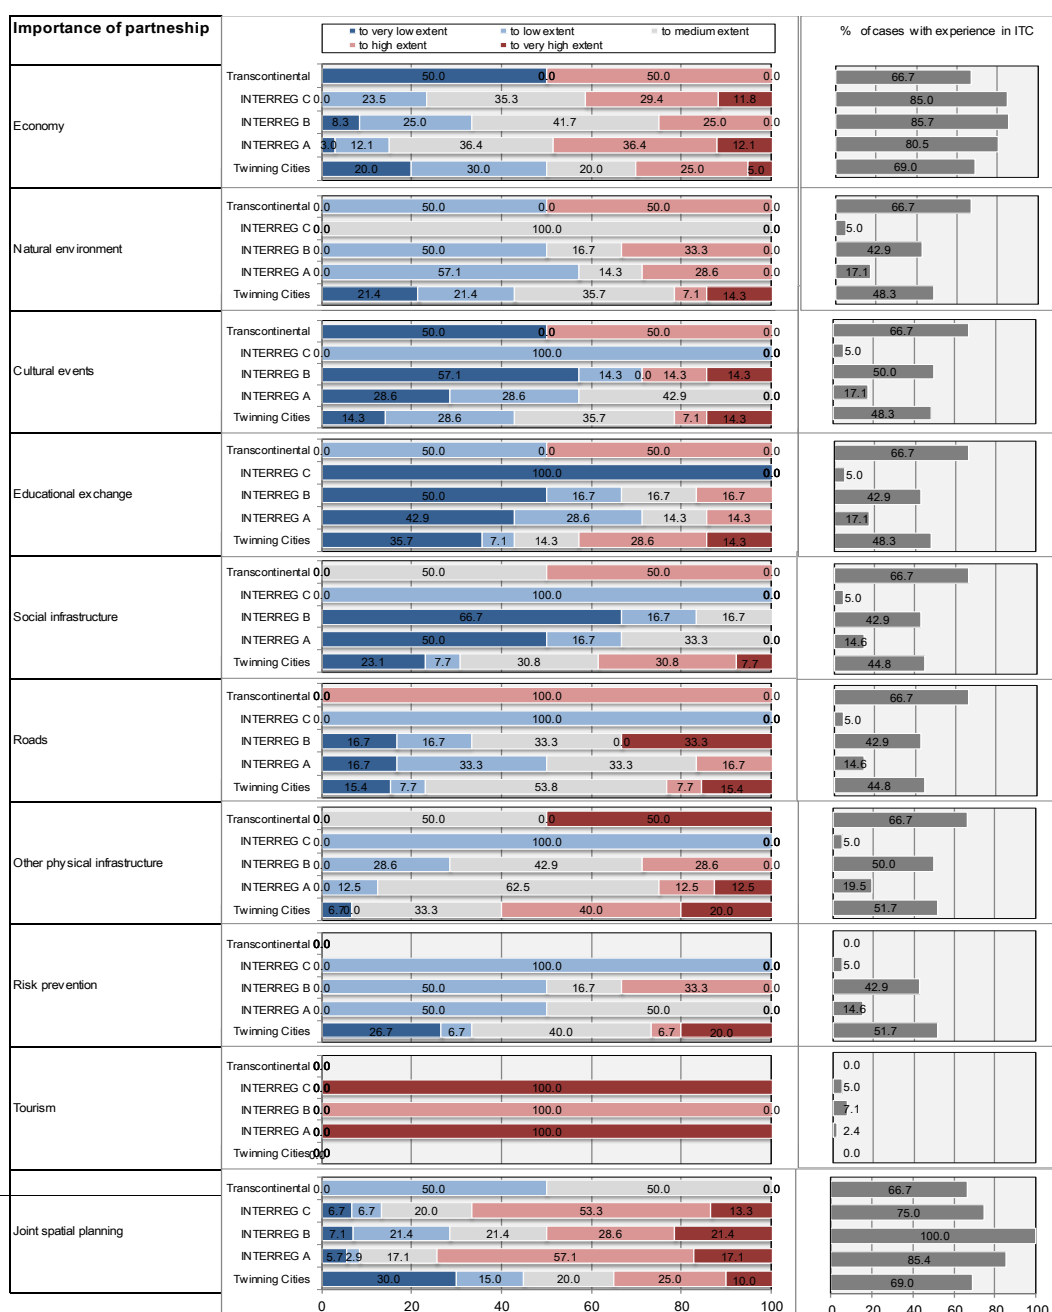 Importance of partneship
to very low extent to low extent to medium extent
to high extent to very high extent
% of cases with experience in ITC
Economy
Transcontinental 50.0 0.0 50.0 0.0 66.7
INTERREG C 0.0 23.5 35.3 29.4 11.8 85.0
INTERREG B 8.3 25.0 41.7 25.0 0.0 85.7
INTERREG A 3.0 12.1 36.4 36.4 12.1 80.5
Twinning Cities 20.0 30.0 20.0 25.0 5.0 69.0
Natural environment
Transcontinental 0.0 50.0 0.0 50.0 0.0 66.7
INTERREG C 0.0 100.0 0.0 5.0
INTERREG B 0.0 50.0 16.7 33.3 0.0 42.9
INTERREG A 0.0 57.1 14.3 28.6 0.0 17.1
Twinning Cities 21.4 21.4 35.7 7.1 14.3 48.3
Cultural events
Transcontinental 50.0 0.0 50.0 0.0 66.7
INTERREG C 0.0 100.0 0.0 5.0
INTERREG B 57.1 14.3 0.0 14.3 14.3 50.0
INTERREG A 28.6 28.6 42.9 0.0 17.1
Twinning Cities 14.3 28.6 35.7 7.1 14.3 48.3
Educational exchange
Transcontinental 0.0 50.0 0.0 50.0 0.0 66.7
INTERREG C 100.0 0.0 5.0
INTERREG B 50.0 16.7 16.7 16.7 42.9
INTERREG A 42.9 28.6 14.3 14.3 17.1
Twinning Cities 35.7 7.1 14.3 28.6 14.3 48.3
Social infrastructure
Transcontinental 0.0 50.0 50.0 0.0 66.7
INTERREG C 0.0 100.0 0.0 5.0
INTERREG B 66.7 16.7 16.7 42.9
INTERREG A 50.0 16.7 33.3 0.0 14.6
Twinning Cities 23.1 7.7 30.8 30.8 7.7 44.8
Roads
Transcontinental 0.0 100.0 0.0 66.7
INTERREG C 0.0 100.0 0.0 5.0
INTERREG B 16.7 16.7 33.3 0.0 33.3 42.9
INTERREG A 16.7 33.3 33.3 16.7 14.6
Twinning Cities 15.4 7.7 53.8 7.7 15.4 44.8
Other physical infrastructure
Transcontinental 0.0 50.0 0.0 50.0 66.7
INTERREG C 0.0 100.0 0.0 5.0
INTERREG B 0.0 28.6 42.9 28.6 0.0 50.0
INTERREG A 0.0 12.5 62.5 12.5 12.5 19.5
Twinning Cities 6.7 0.0 33.3 40.0 20.0 51.7
Risk prevention
Transcontinental 0.0 0.0
INTERREG C 0.0 100.0 0.0 5.0
INTERREG B 0.0 50.0 16.7 33.3 0.0 42.9
INTERREG A 0.0 50.0 50.0 0.0 14.6
Twinning Cities 26.7 6.7 40.0 6.7 20.0 51.7
Tourism
Transcontinental 0.0 0.0
INTERREG C 0.0 100.0 5.0
INTERREG B 0.0 100.0 0.0 7.1
INTERREG A 0.0 100.0 2.4
Twinning Cities 0.0 0.0 0.0
Joint spatial planning
Transcontinental 0.0 50.0 50.0 0.0 66.7
INTERREG C 6.7 6.7 20.0 53.3 13.3 75.0
INTERREG B 7.1 21.4 21.4 28.6 21.4 100.0
INTERREG A 5.7 2.9 17.1 57.1 17.1 85.4
Twinning Cities 30.0 15.0 20.0 25.0 10.0 69.0
0 20 40 60 80 100 0 20 40 60 80 100